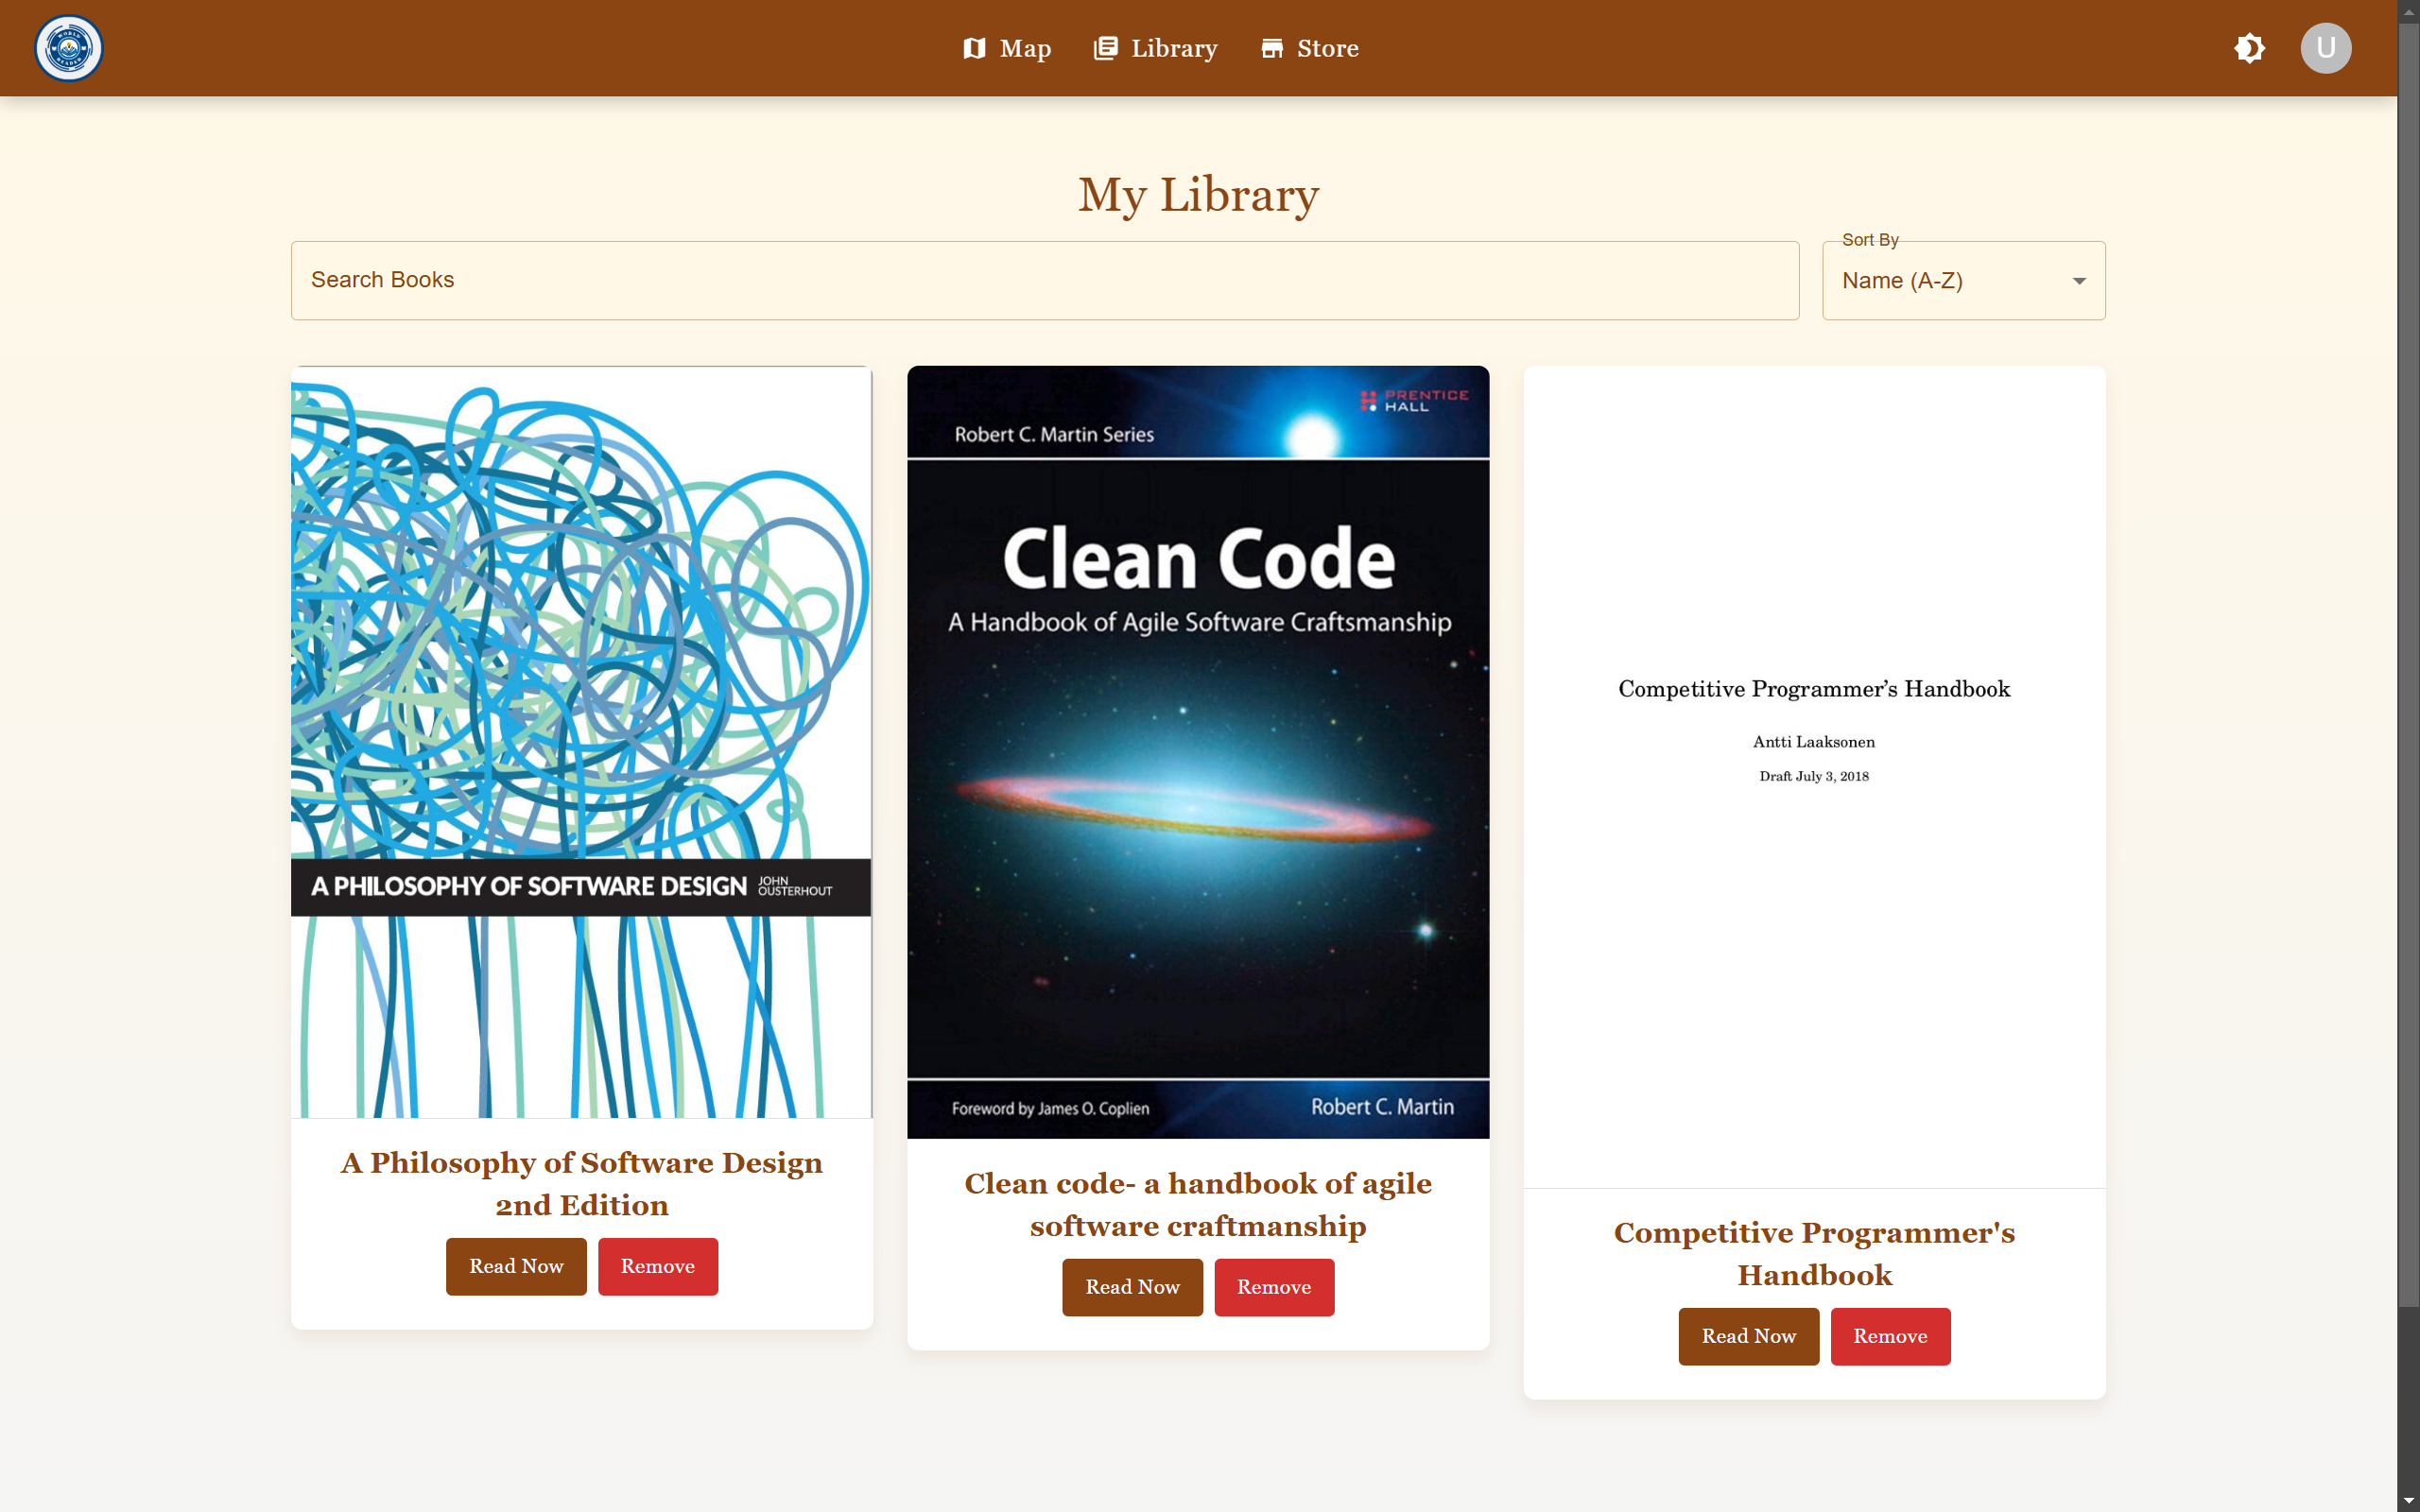 WORLD
READER
Map
Library
Store
U
My Library
Search Books
Sort By
Name (A-Z)
A PHILOSOPHY OF SOFTWARE DESIGN JOHN OUSTERHOUT
A Philosophy of Software Design
2nd Edition
Read Now
Remove
PRENTICE
HALL
Robert C. Martin Series
Clean Code
A Handbook of Agile Software Craftsmanship
Foreword by James O. Coplien
Robert C. Martin
Clean code- a handbook of agile
software craftmanship
Read Now
Remove
Competitive Programmer’s Handbook
Antti Laaksonen
Draft July 3, 2018
Competitive Programmer's
Handbook
Read Now
Remove